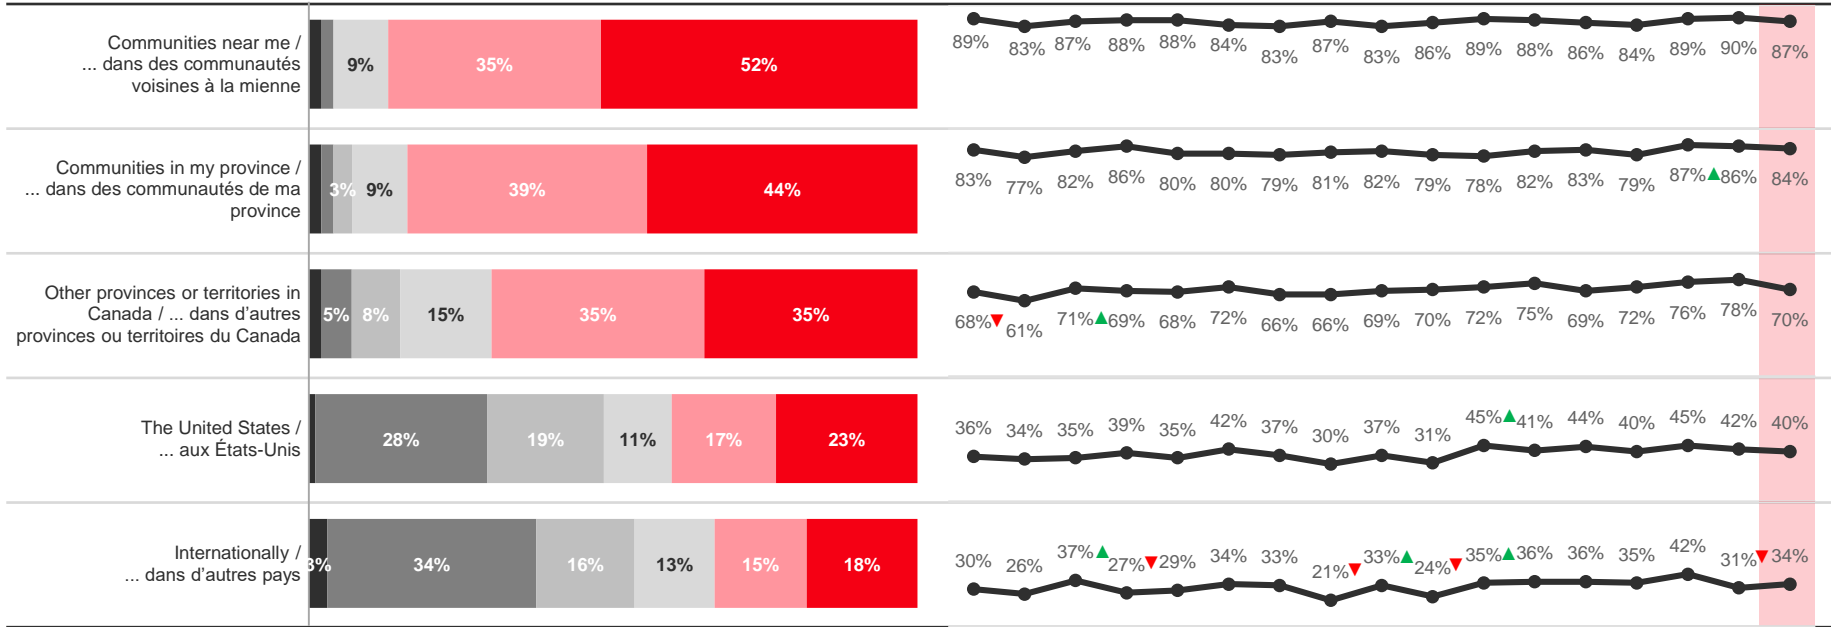 Communities near me /
... dans des communautés
voisines à la mienne
9% 35% 52%
89% 83% 87% 88% 88% 84% 83% 87% 83% 86% 89% 88% 86% 84% 89% 90% 87%
Communities in my province /
... dans des communautés de ma
province
3% 9% 39% 44%
83% 77% 82% 86% 80% 80% 79% 81% 82% 79% 78% 82% 83% 79% 87% 86% 84%
Other provinces or territories in
Canada / ... dans d'autres
provinces ou territoires du Canada
5% 8% 15% 35% 35%
68% 61% 71% 69% 68% 72% 66% 66% 69% 70% 72% 75% 69% 72% 76% 78% 70%
The United States /
... aux États-Unis
28% 19% 11% 17% 23%
36% 34% 35% 39% 35% 42% 37% 30% 37% 31% 45% 41% 44% 40% 45% 42% 40%
Internationally /
... dans d'autres pays
3% 34% 16% 13% 15% 18%
30% 26% 37% 27% 29% 34% 33% 21% 33% 24% 35% 36% 36% 35% 42% 31% 34%